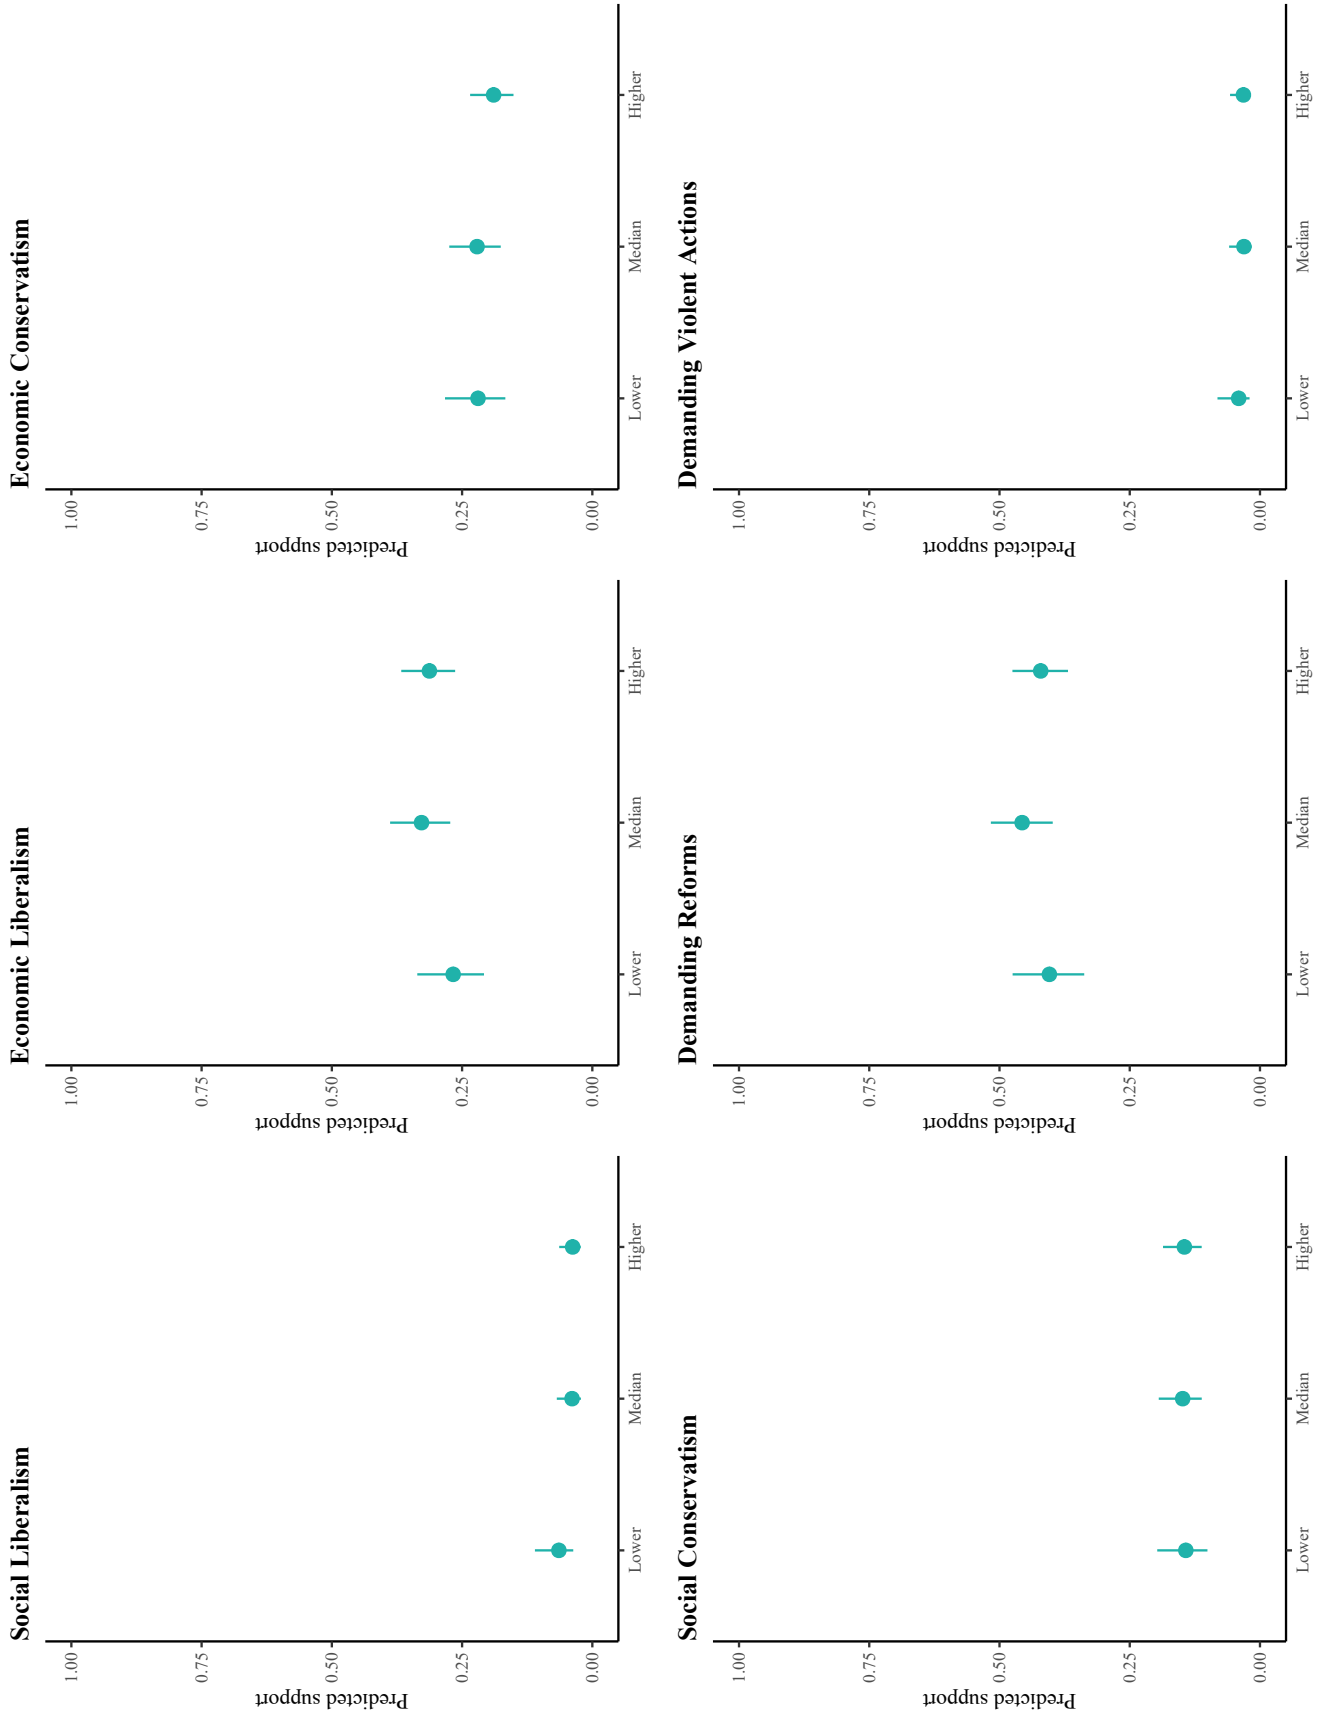 Social Liberalism
Predicted support
1.00
0.75
0.50
0.25
0.00
Lower
Median
Higher
Economic Liberalism
Predicted support
1.00
0.75
0.50
0.25
0.00
Lower
Median
Higher
Economic Conservatism
Predicted support
1.00
0.75
0.50
0.25
0.00
Lower
Median
Higher
Social Conservatism
Predicted support
1.00
0.75
0.50
0.25
0.00
Lower
Median
Higher
Demanding Reforms
Predicted support
1.00
0.75
0.50
0.25
0.00
Lower
Median
Higher
Demanding Violent Actions
Predicted support
1.00
0.75
0.50
0.25
0.00
Lower
Median
Higher